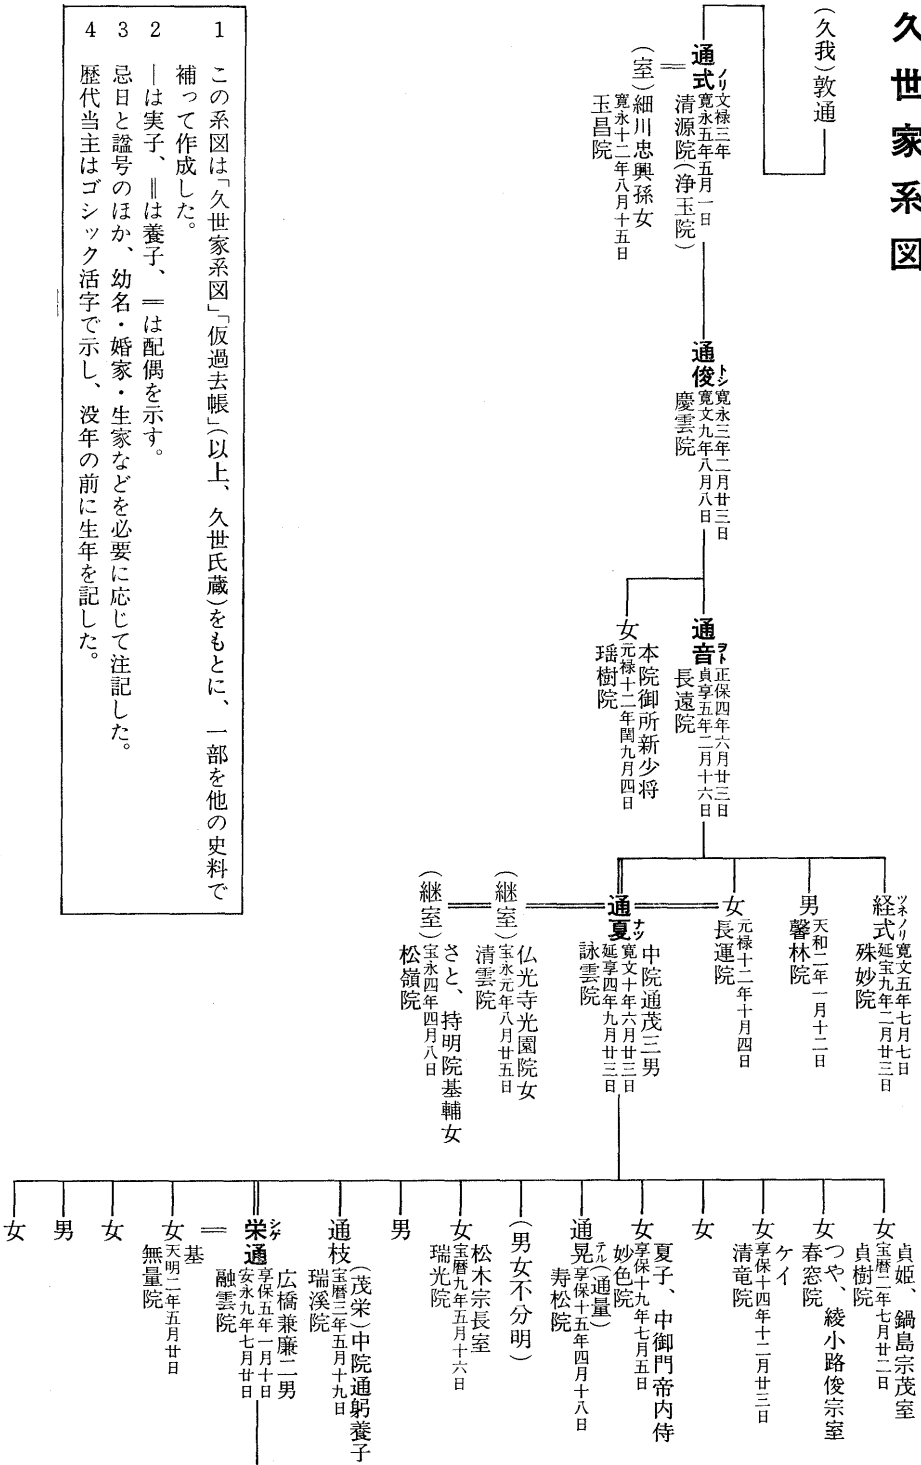 久世家系図
(久我)敦通
通式ノリ
文禄三年
寛永五年五月一日
清源院(浄玉院)
(室)細川忠興孫女
寛永十二年八月十五日
玉昌院
通俊トシ
寛永三年二月廿三日
寛文九年八月八日
慶雲院
通音ヲト
正保四年六月廿三日
貞享五年二月十六日
長遠院
女
本院御所新少将
元禄十二年閏九月四日
瑶樹院
経式ツネノリ
寛文五年七月七日
延宝九年二月廿三日
殊妙院
男
天和二年一月十二日
馨林院
女
元禄十二年十月四日
長運院
通夏ナツ
中院通茂三男
寛文十年六月廿三日
延享四年九月廿三日
詠雲院
(継室)
仏光寺光園院女
宝永元年八月廿五日
清雲院
(継室)
さと、持明院基輔女
宝永四年四月八日
松嶺院
女
貞姫、鍋島宗茂室
宝暦二年七月廿二日
貞樹院
女
つや、綾小路俊宗室
春窓院
女
ケイ
享保十四年十二月廿三日
清竜院
女
女
夏子、中御門帝内侍
享保十九年七月五日
妙色院
通晃テル(通量)
享保十五年四月十八日
寿松院
(男女不分明)
女
松木宗長室
宝暦九年五月十六日
瑞光院
男
通枝
(茂栄)中院通躬養子
宝暦三年五月十九日
瑞溪院
栄通シゲ
広橋兼廉二男
享保五年一月十日
安永九年七月廿日
融雲院
女
基
天明二年五月廿日
無量院
女
男
女
1 この系図は「久世家系図」「仮過去帳」(以上、久世氏蔵)をもとに、一部を他の史料で
補って作成した。
2 ―は実子、‖は養子、＝は配偶を示す。
3 忌日と諡号のほか、幼名・婚家・生家などを必要に応じて注記した。
4 歴代当主はゴシック活字で示し、没年の前に生年を記した。